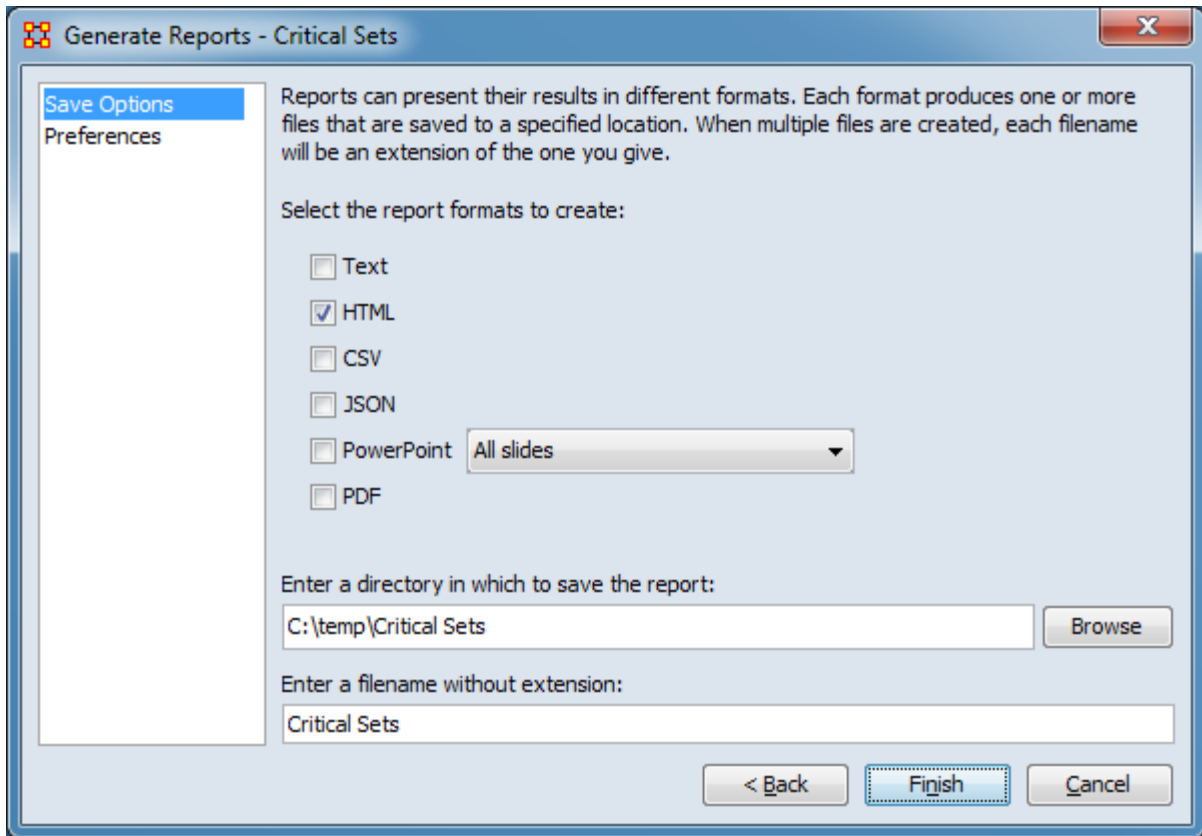 Generate Reports - Critical Sets
X
Save Options
Preferences
Reports can present their results in different formats. Each format produces one or more
files that are saved to a specified location. When multiple files are created, each filename
will be an extension of the one you give.
Select the report formats to create:
Text
HTML
CSV
JSON
PowerPoint All slides
PDF
Enter a directory in which to save the report:
C:\temp\Critical Sets Browse
Enter a filename without extension:
Critical Sets
< Back Finish Cancel